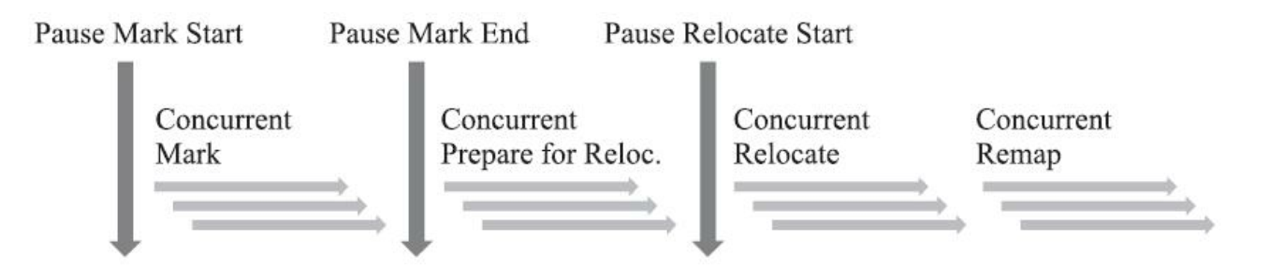 Pause Mark Start
Pause Mark End
Pause Relocate Start
Concurrent
Mark
Concurrent
Prepare for Reloc.
Concurrent
Relocate
Concurrent
Remap